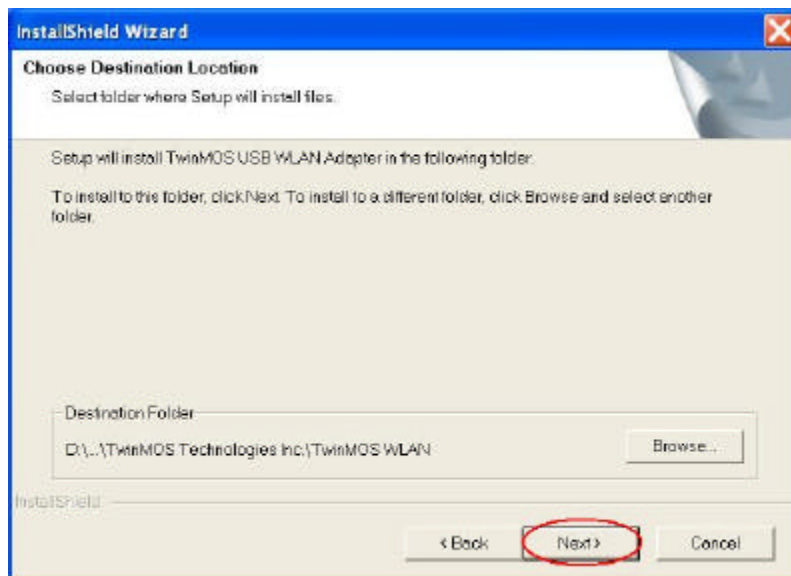 InstallShield Wizard
Choose Destination Location
Select folder where Setup will install files.
Setup will install TwinMOS USB WLAN Adapter in the following folder.
To install to this folder, click Next. To install to a different folder, click Browse and select another
folder.
Destination Folder
D:\...\TwinMOS Technologies Inc.\TwinMOS WLAN
Browse...
InstallShield
< Back
Next >
Cancel